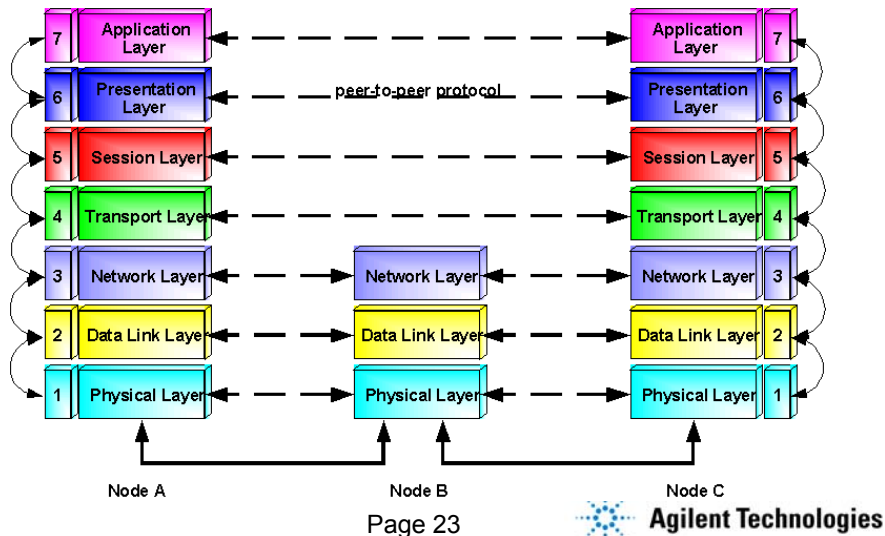 7 Application Layer Application Layer 7
6 Presentation Layer peer-to-peer protocol Presentation Layer 6
5 Session Layer Session Layer 5
4 Transport Layer Transport Layer 4
3 Network Layer Network Layer Network Layer 3
2 Data Link Layer Data Link Layer Data Link Layer 2
1 Physical Layer Physical Layer Physical Layer 1
Node A Node B Node C
Page 23
Agilent Technologies